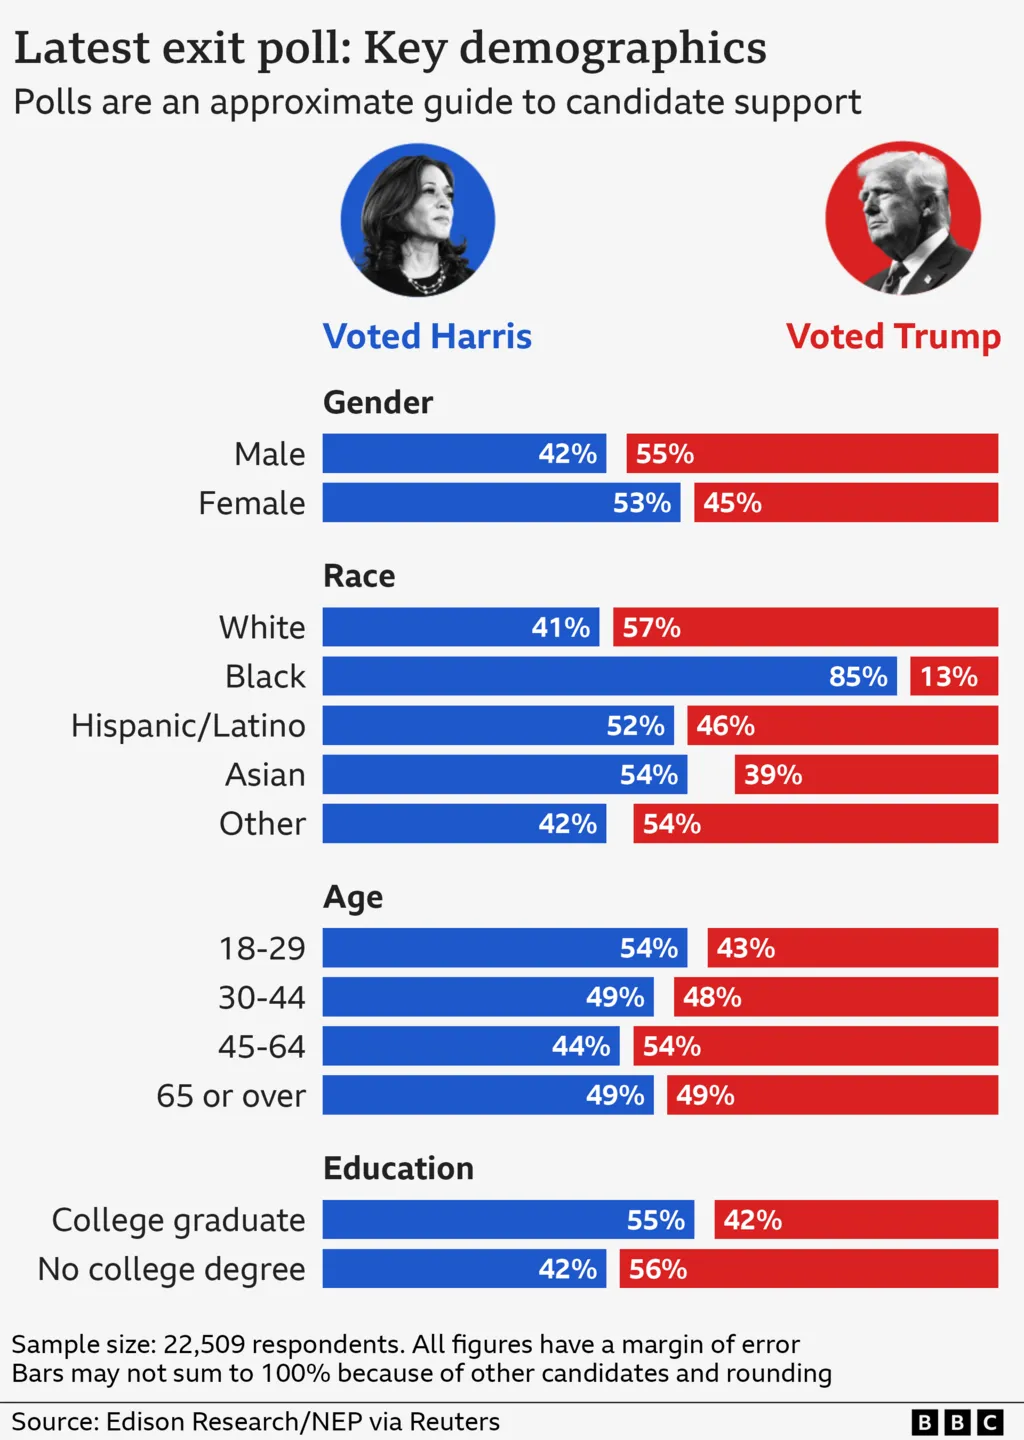 Latest exit poll: Key demographics
Polls are an approximate guide to candidate support
Voted Harris Voted Trump
Gender
Male 42% 55%
Female 53% 45%
Race
White 41% 57%
Black 85% 13%
Hispanic/Latino 52% 46%
Asian 54% 39%
Other 42% 54%
Age
18-29 54% 43%
30-44 49% 48%
45-64 44% 54%
65 or over 49% 49%
Education
College graduate 55% 42%
No college degree 42% 56%
Sample size: 22,509 respondents. All figures have a margin of error
Bars may not sum to 100% because of other candidates and rounding
Source: Edison Research/NEP via Reuters BBC